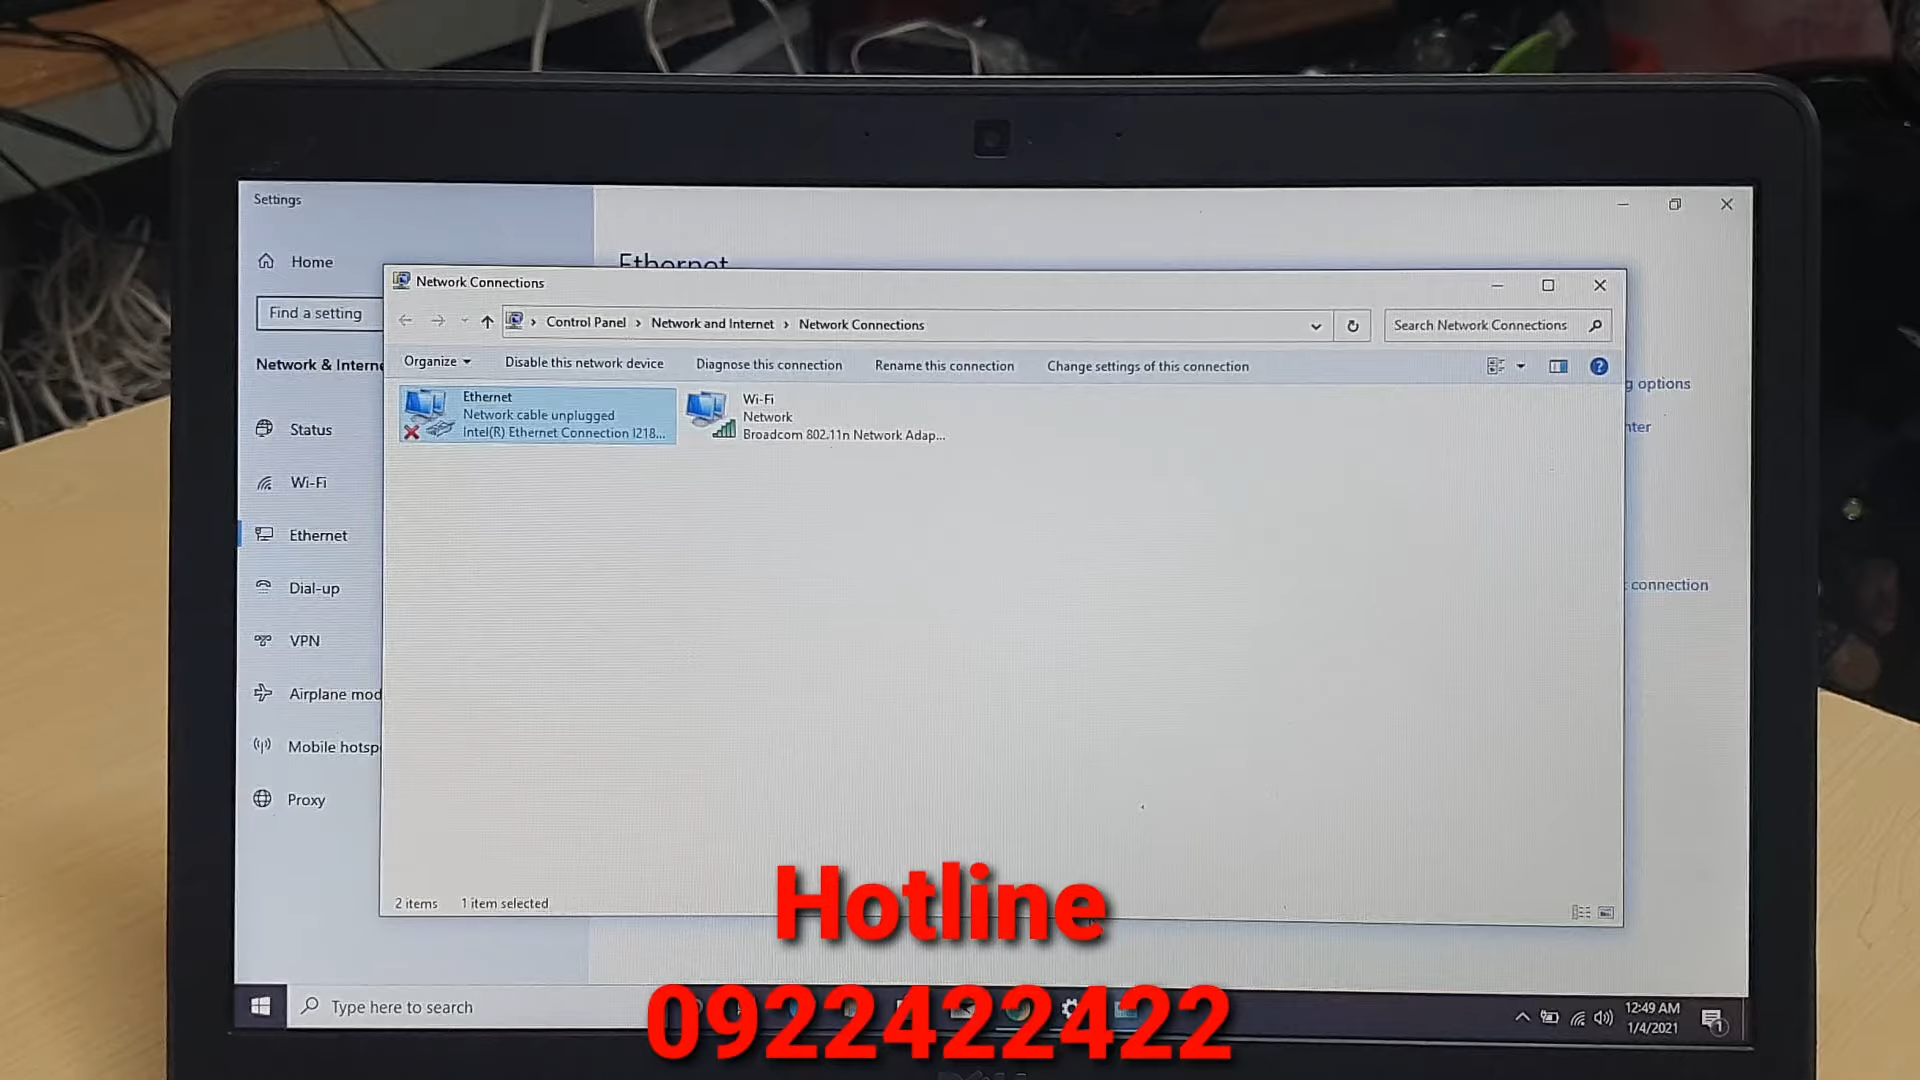 Settings
Home
Ethernet
Find a setting
Network & Interne
Status
Wi-Fi
Ethernet
Dial-up
VPN
Airplane mod
Mobile hotsp
Proxy
Network Connections
Control Panel > Network and Internet > Network Connections
Search Network Connections
Organize
Disable this network device
Diagnose this connection
Rename this connection
Change settings of this connection
Ethernet
Network cable unplugged
Intel(R) Ethernet Connection I218...
Wi-Fi
Network
Broadcom 802.11n Network Adap...
g options
nter
connection
2 items
1 item selected
Hotline
0922422422
Type here to search
12:49 AM
1/4/2021
1